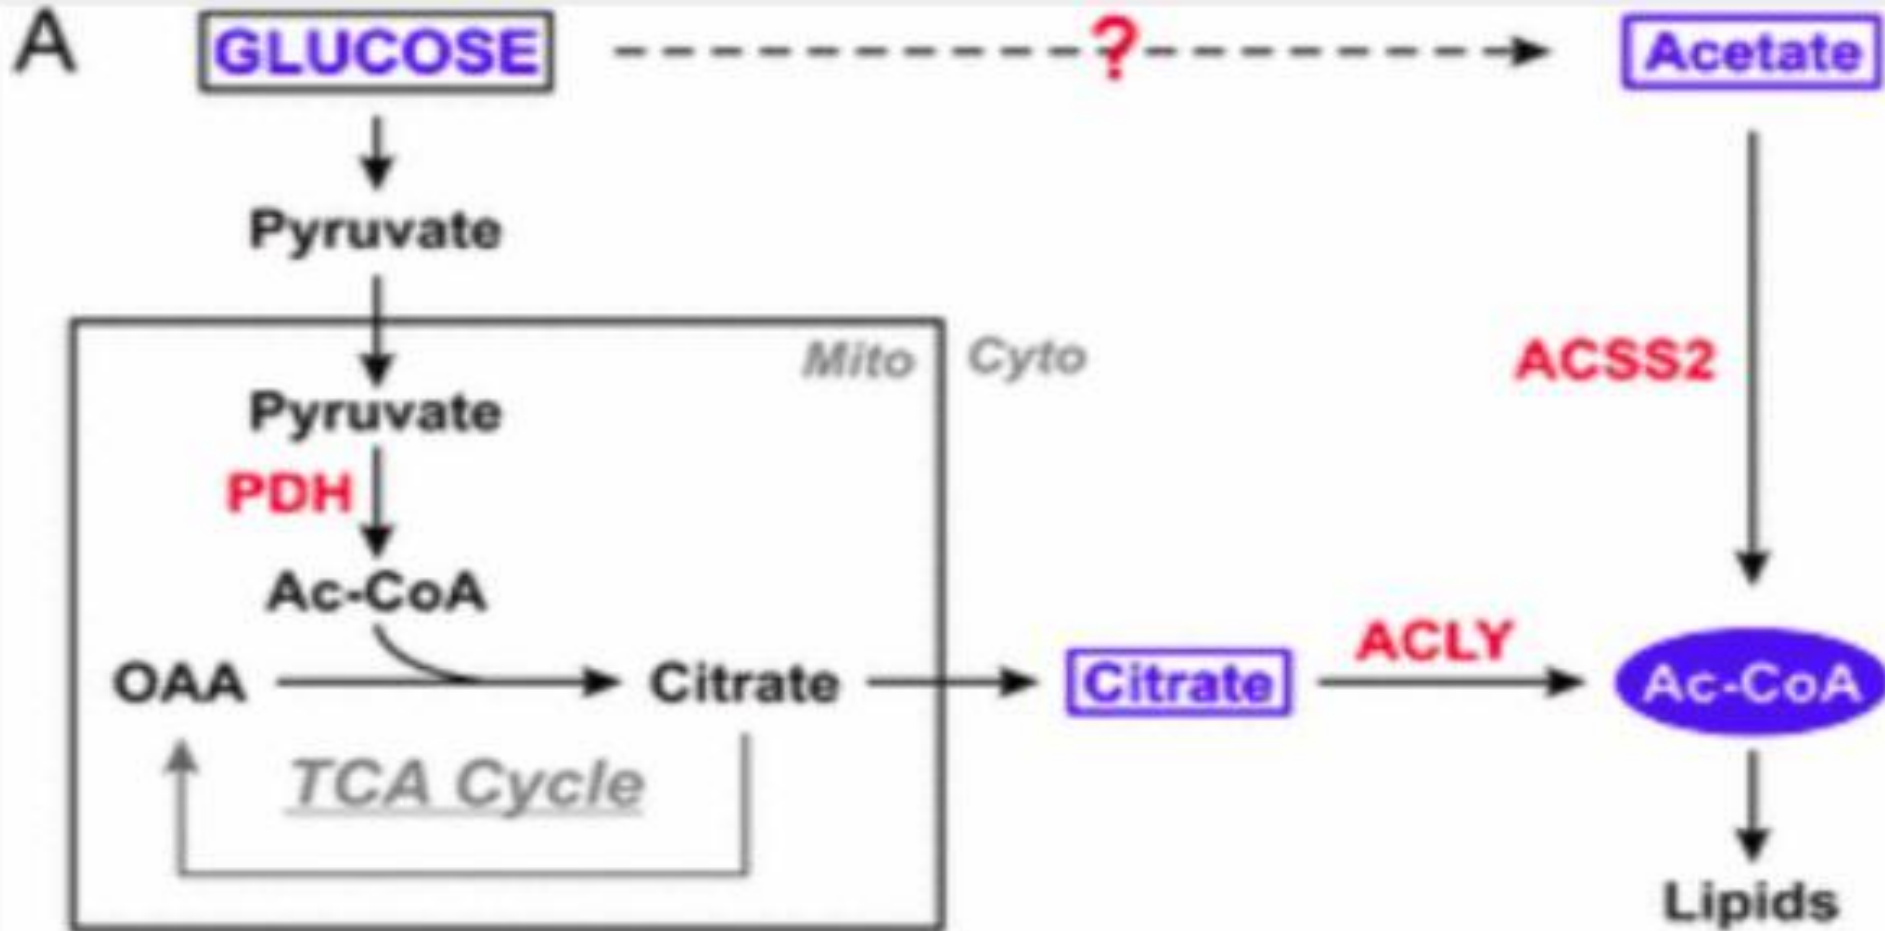 A
GLUCOSE
?
Acetate
Pyruvate
Mito
Cyto
ACSS2
Pyruvate
PDH
Ac-CoA
OAA
Citrate
Citrate
ACLY
Ac-CoA
TCA Cycle
Lipids